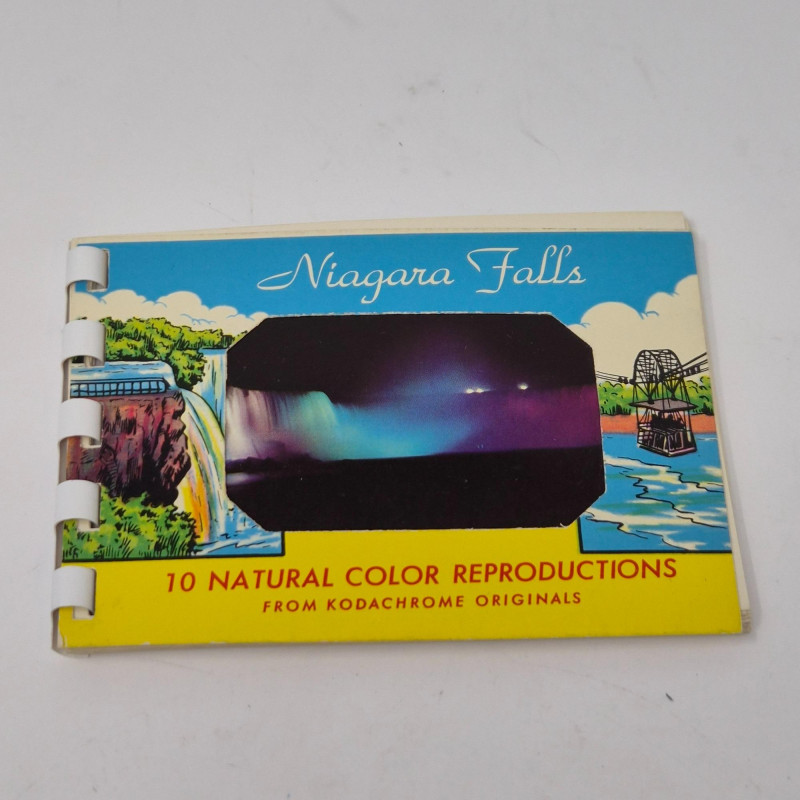 Niagara Falls
10 NATURAL COLOR REPRODUCTIONS
FROM KODACHROME ORIGINALS